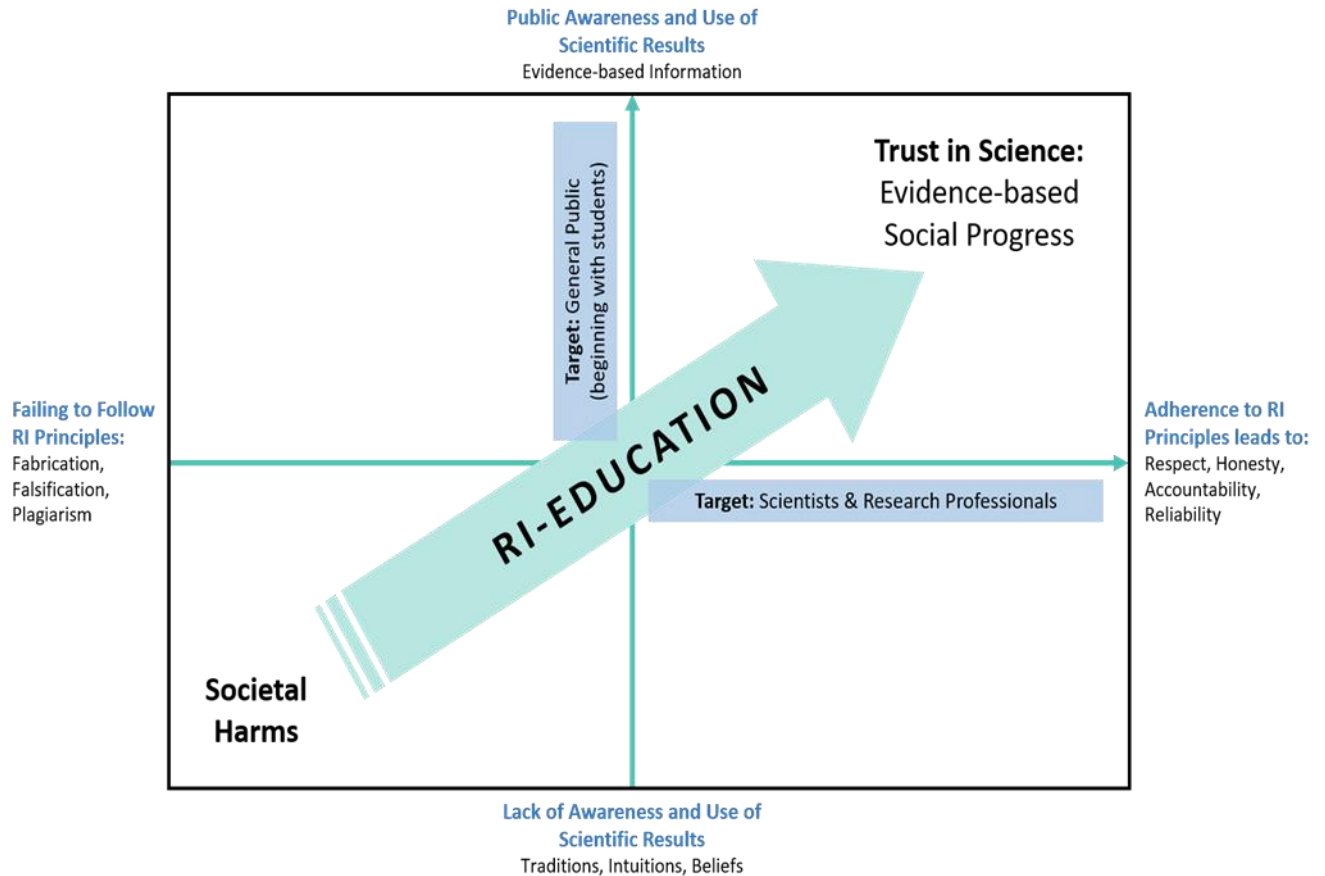 Public Awareness and Use of
Scientific Results
Evidence-based Information
Trust in Science:
Evidence-based
Social Progress
Target: General Public
(beginning with students)
Failing to Follow
RI Principles:
Fabrication,
Falsification,
Plagiarism
RI-EDUCATION
Adherence to RI
Principles leads to:
Respect, Honesty,
Accountability,
Reliability
Target: Scientists & Research Professionals
Societal
Harms
Lack of Awareness and Use of
Scientific Results
Traditions, Intuitions, Beliefs